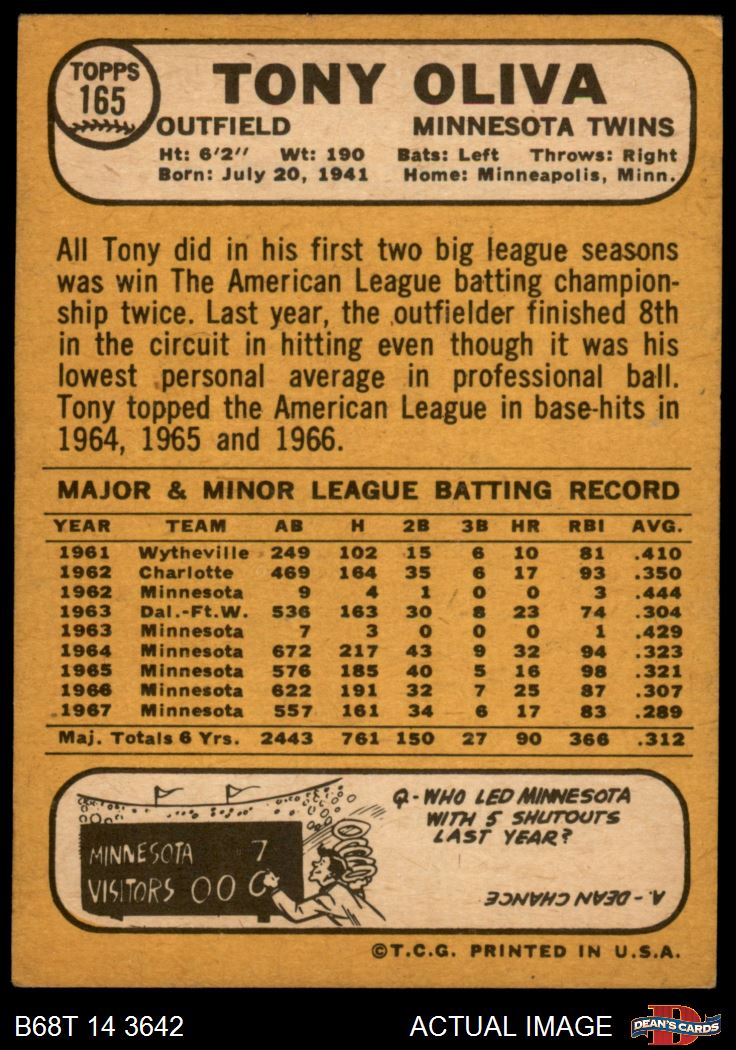 TOPPS
165
TONY OLIVA
OUTFIELD MINNESOTA TWINS
Ht: 6'2" Wt: 190 Bats: Left Throws: Right
Born: July 20, 1941 Home: Minneapolis, Minn.
All Tony did in his first two big league seasons
was win The American League batting champion-
ship twice. Last year, the outfielder finished 8th
in the circuit in hitting even though it was his
lowest personal average in professional ball.
Tony topped the American League in base-hits in
1964, 1965 and 1966.
MAJOR & MINOR LEAGUE BATTING RECORD
YEAR TEAM AB H 2B 3B HR RBI AVG.
1961 Wytheville 249 102 15 6 10 81 .410
1962 Charlotte 469 164 35 6 17 93 .350
1962 Minnesota 9 4 1 0 0 3 .444
1963 Dal.-Ft.W. 536 163 30 8 23 74 .304
1963 Minnesota 7 3 0 0 0 1 .429
1964 Minnesota 672 217 43 9 32 94 .323
1965 Minnesota 576 185 40 5 16 98 .321
1966 Minnesota 622 191 32 7 25 87 .307
1967 Minnesota 557 161 34 6 17 83 .289
Maj. Totals 6 Yrs. 2443 761 150 27 90 366 .312
MINNESOTA 7
VISITORS 0 0 0
Q-WHO LED MINNESOTA
WITH 5 SHUTOUTS
LAST YEAR?
A.-DEAN CHANCE
©T.C.G. PRINTED IN U.S.A.
B68T 14 3642 ACTUAL IMAGE DEAN'S CARDS